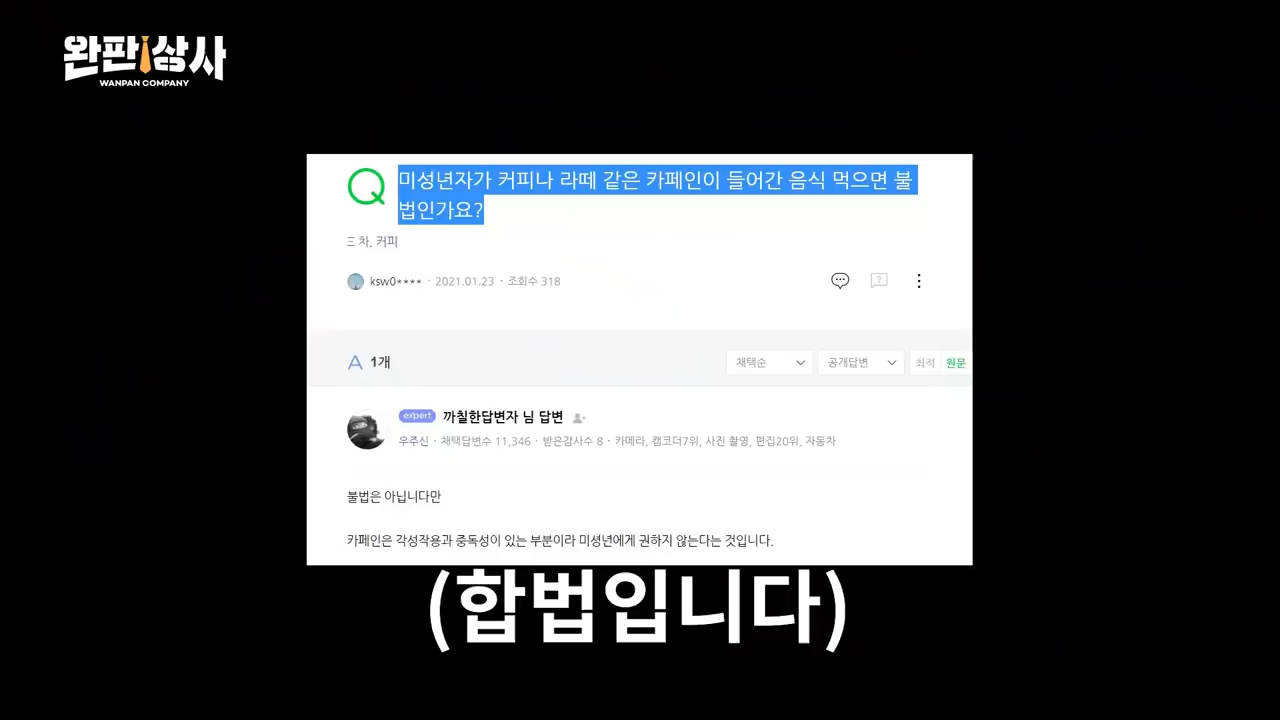 완판상사
WANPAN COMPANY
Q 미성년자가 커피나 라떼 같은 카페인이 들어간 음식 먹으면 불
법인가요?
차, 커피
ksw0**** · 2021.01.23 · 조회수 318
A 1개
채택순 공개답변 최적 원문
expert 까칠한답변자 님 답변
우주신 · 채택답변수 11,346 · 받은감사수 8 · 카메라, 캠코더7위, 사진 촬영, 편집20위, 자동차
불법은 아닙니다만
카페인은 각성작용과 중독성이 있는 부분이라 미셩년에게 권하지 않는다는 것입니다.
(합법입니다)